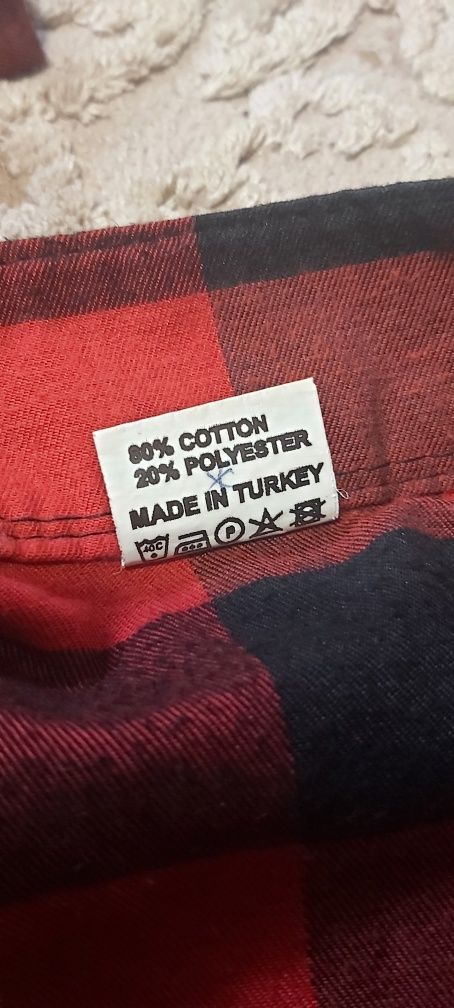 80% COTTON
20% POLYESTER
MADE IN TURKEY
40C P